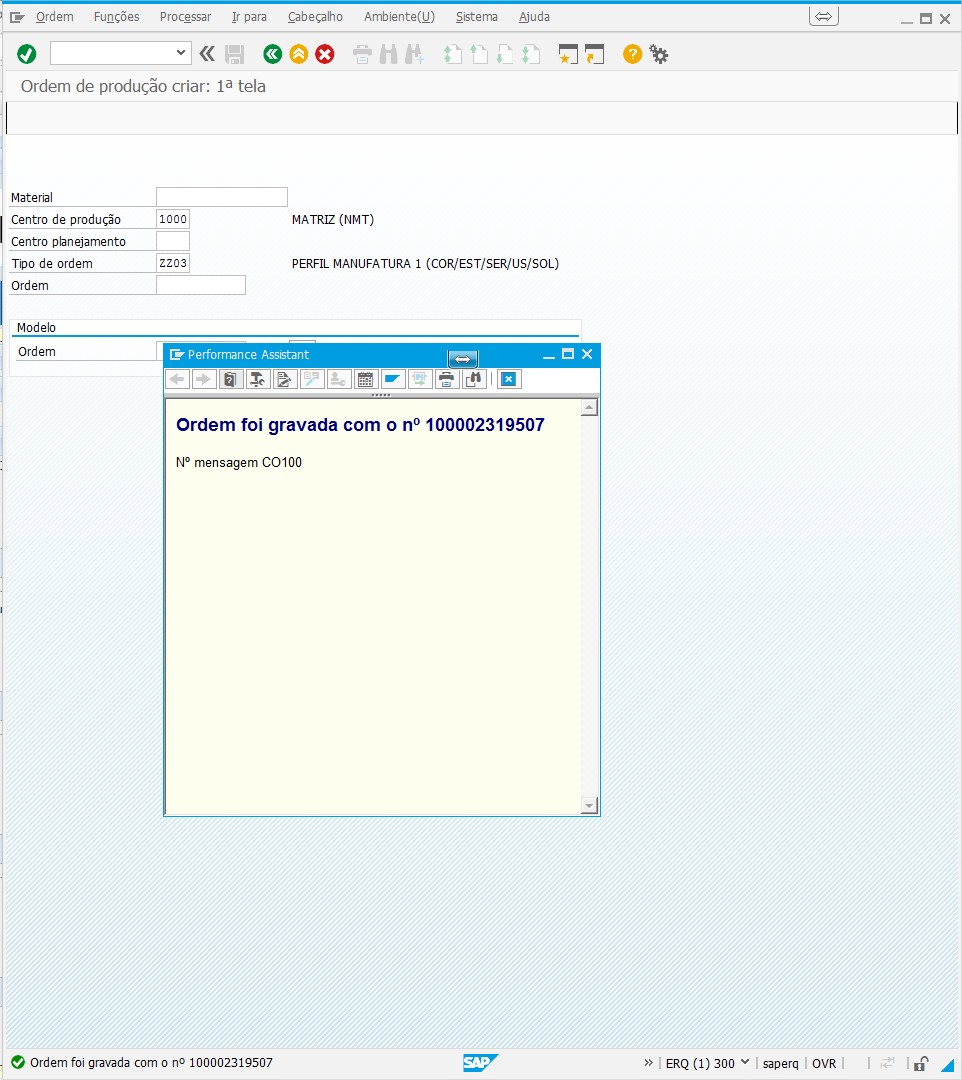 Ordem Funções Processar Ir para Cabeçalho Ambiente(U) Sistema Ajuda
Ordem de produção criar: 1ª tela
Material
Centro de produção 1000 MATRIZ (NMT)
Centro planejamento
Tipo de ordem ZZ03 PERFIL MANUFATURA 1 (COR/EST/SER/US/SOL)
Ordem
Modelo
Ordem
Performance Assistant
Ordem foi gravada com o nº 100002319507
Nº mensagem CO100
Ordem foi gravada com o nº 100002319507
SAP
ERQ (1) 300 saperq OVR